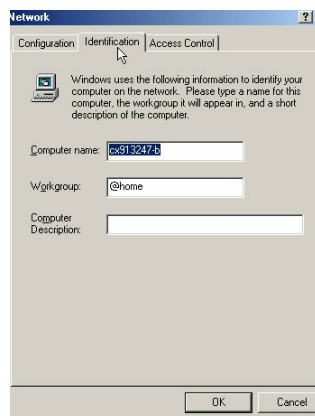 Network ?
Configuration Identification Access Control
Windows uses the following information to identify your
computer on the network. Please type a name for this
computer, the workgroup it will appear in, and a short
description of the computer.
Computer name: cx913247-b
Workgroup: @home
Computer
Description:
OK Cancel